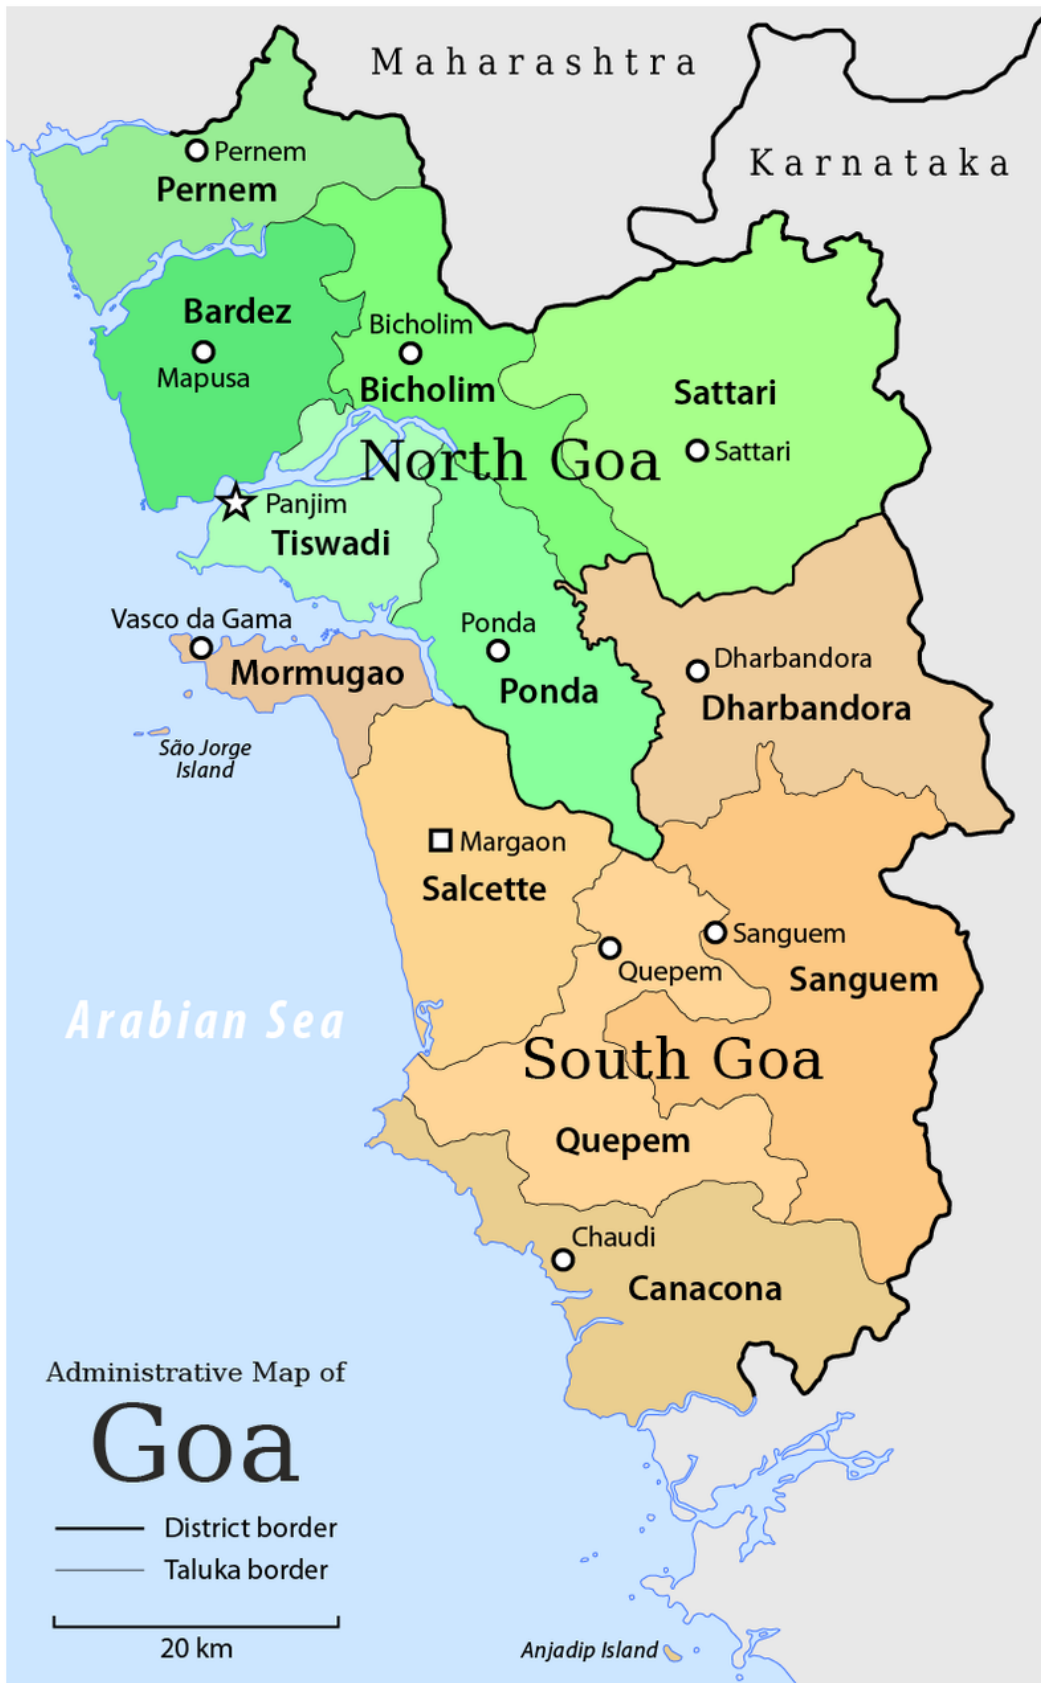 Maharashtra
Karnataka
Pernem
Pernem
Bardez
Mapusa
Bicholim
Bicholim
Sattari
Sattari
North Goa
Panjim
Tiswadi
Vasco da Gama
Mormugao
Ponda
Ponda
Dharbandora
Dharbandora
São Jorge
Island
Margaon
Salcette
Sanguem
Sanguem
Quepem
Arabian Sea
South Goa
Quepem
Chaudi
Canacona
Administrative Map of
Goa
District border
Taluka border
20 km
Anjadip Island